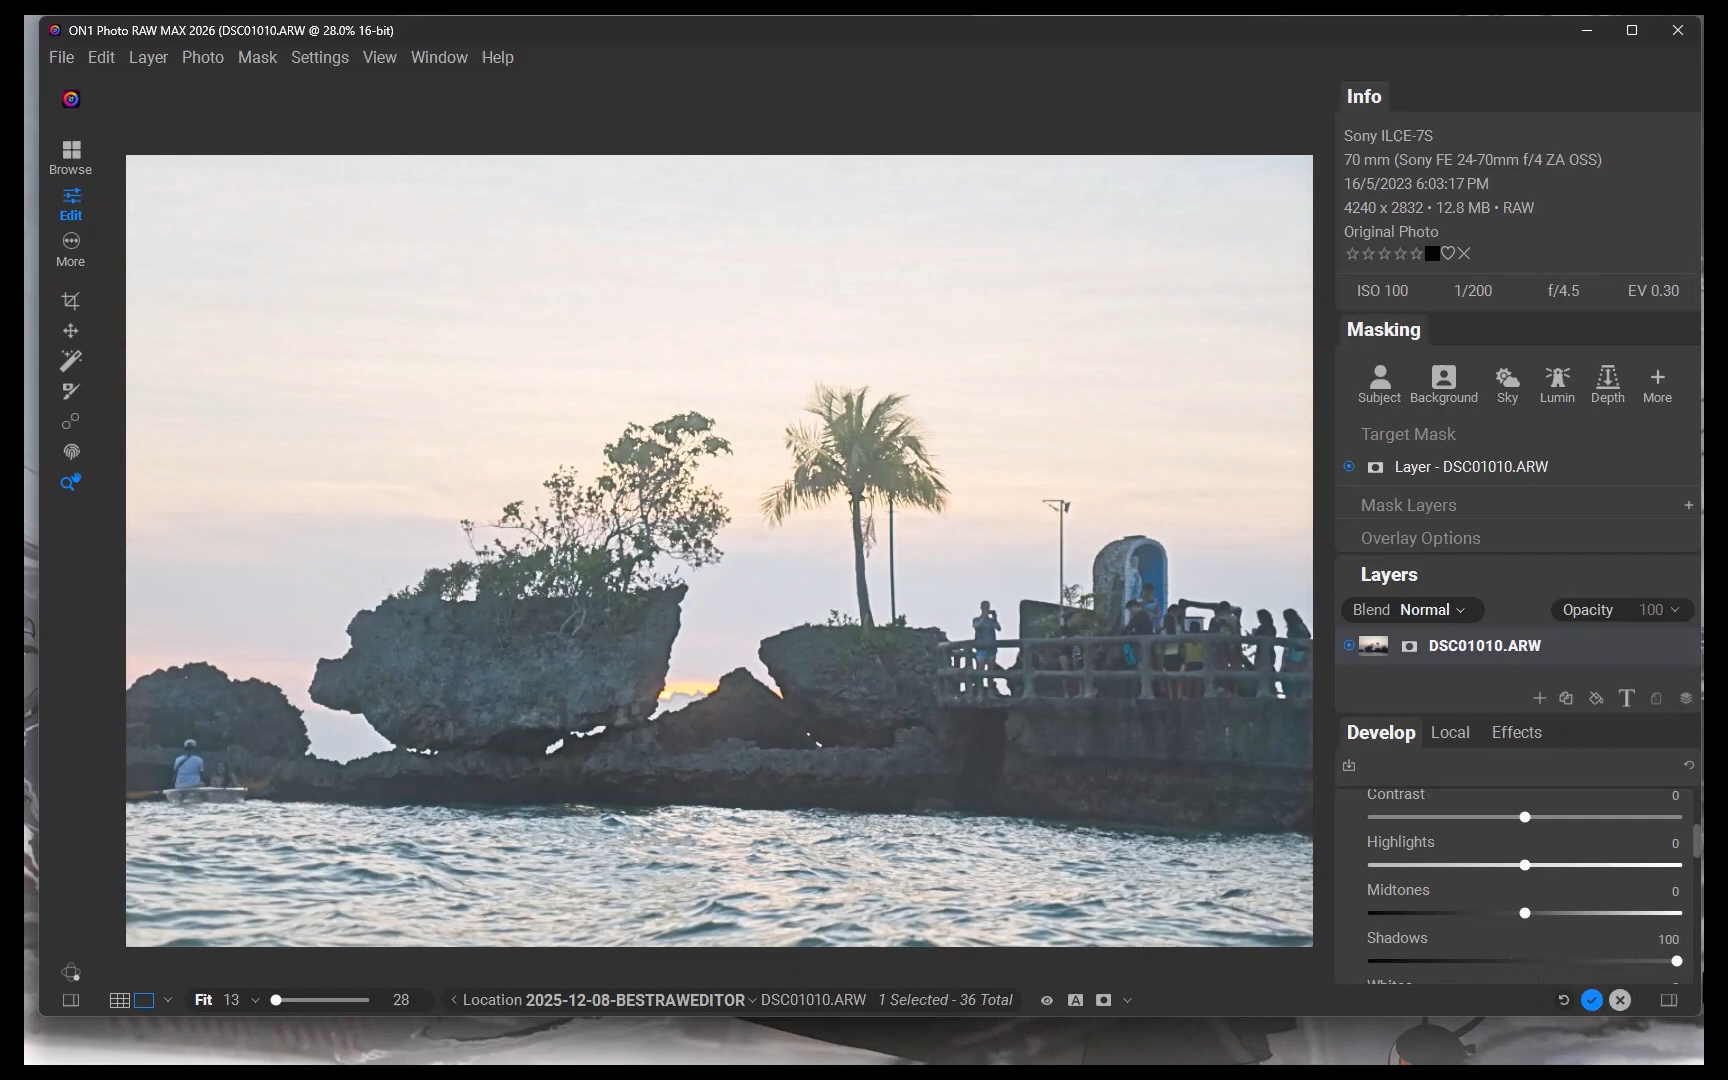 ON1 Photo RAW MAX 2026 (DSC01010.ARW @ 28.0% 16-bit)
File Edit Layer Photo Mask Settings View Window Help
Browse
Edit
More
Info
Sony ILCE-7S
70 mm (Sony FE 24-70mm f/4 ZA OSS)
16/5/2023 6:03:17 PM
4240 x 2832 • 12.8 MB • RAW
Original Photo
ISO 100 1/200 f/4.5 EV 0.30
Masking
Subject Background Sky Lumin Depth More
Target Mask
Layer - DSC01010.ARW
Mask Layers
Overlay Options
Layers
Blend Normal Opacity 100
DSC01010.ARW
T
Develop Local Effects
Contrast 0
Highlights 0
Midtones 0
Shadows 100
Whites
Fit 13 28 Location 2025-12-08-BESTRAWEDITOR DSC01010.ARW 1 Selected - 36 Total A